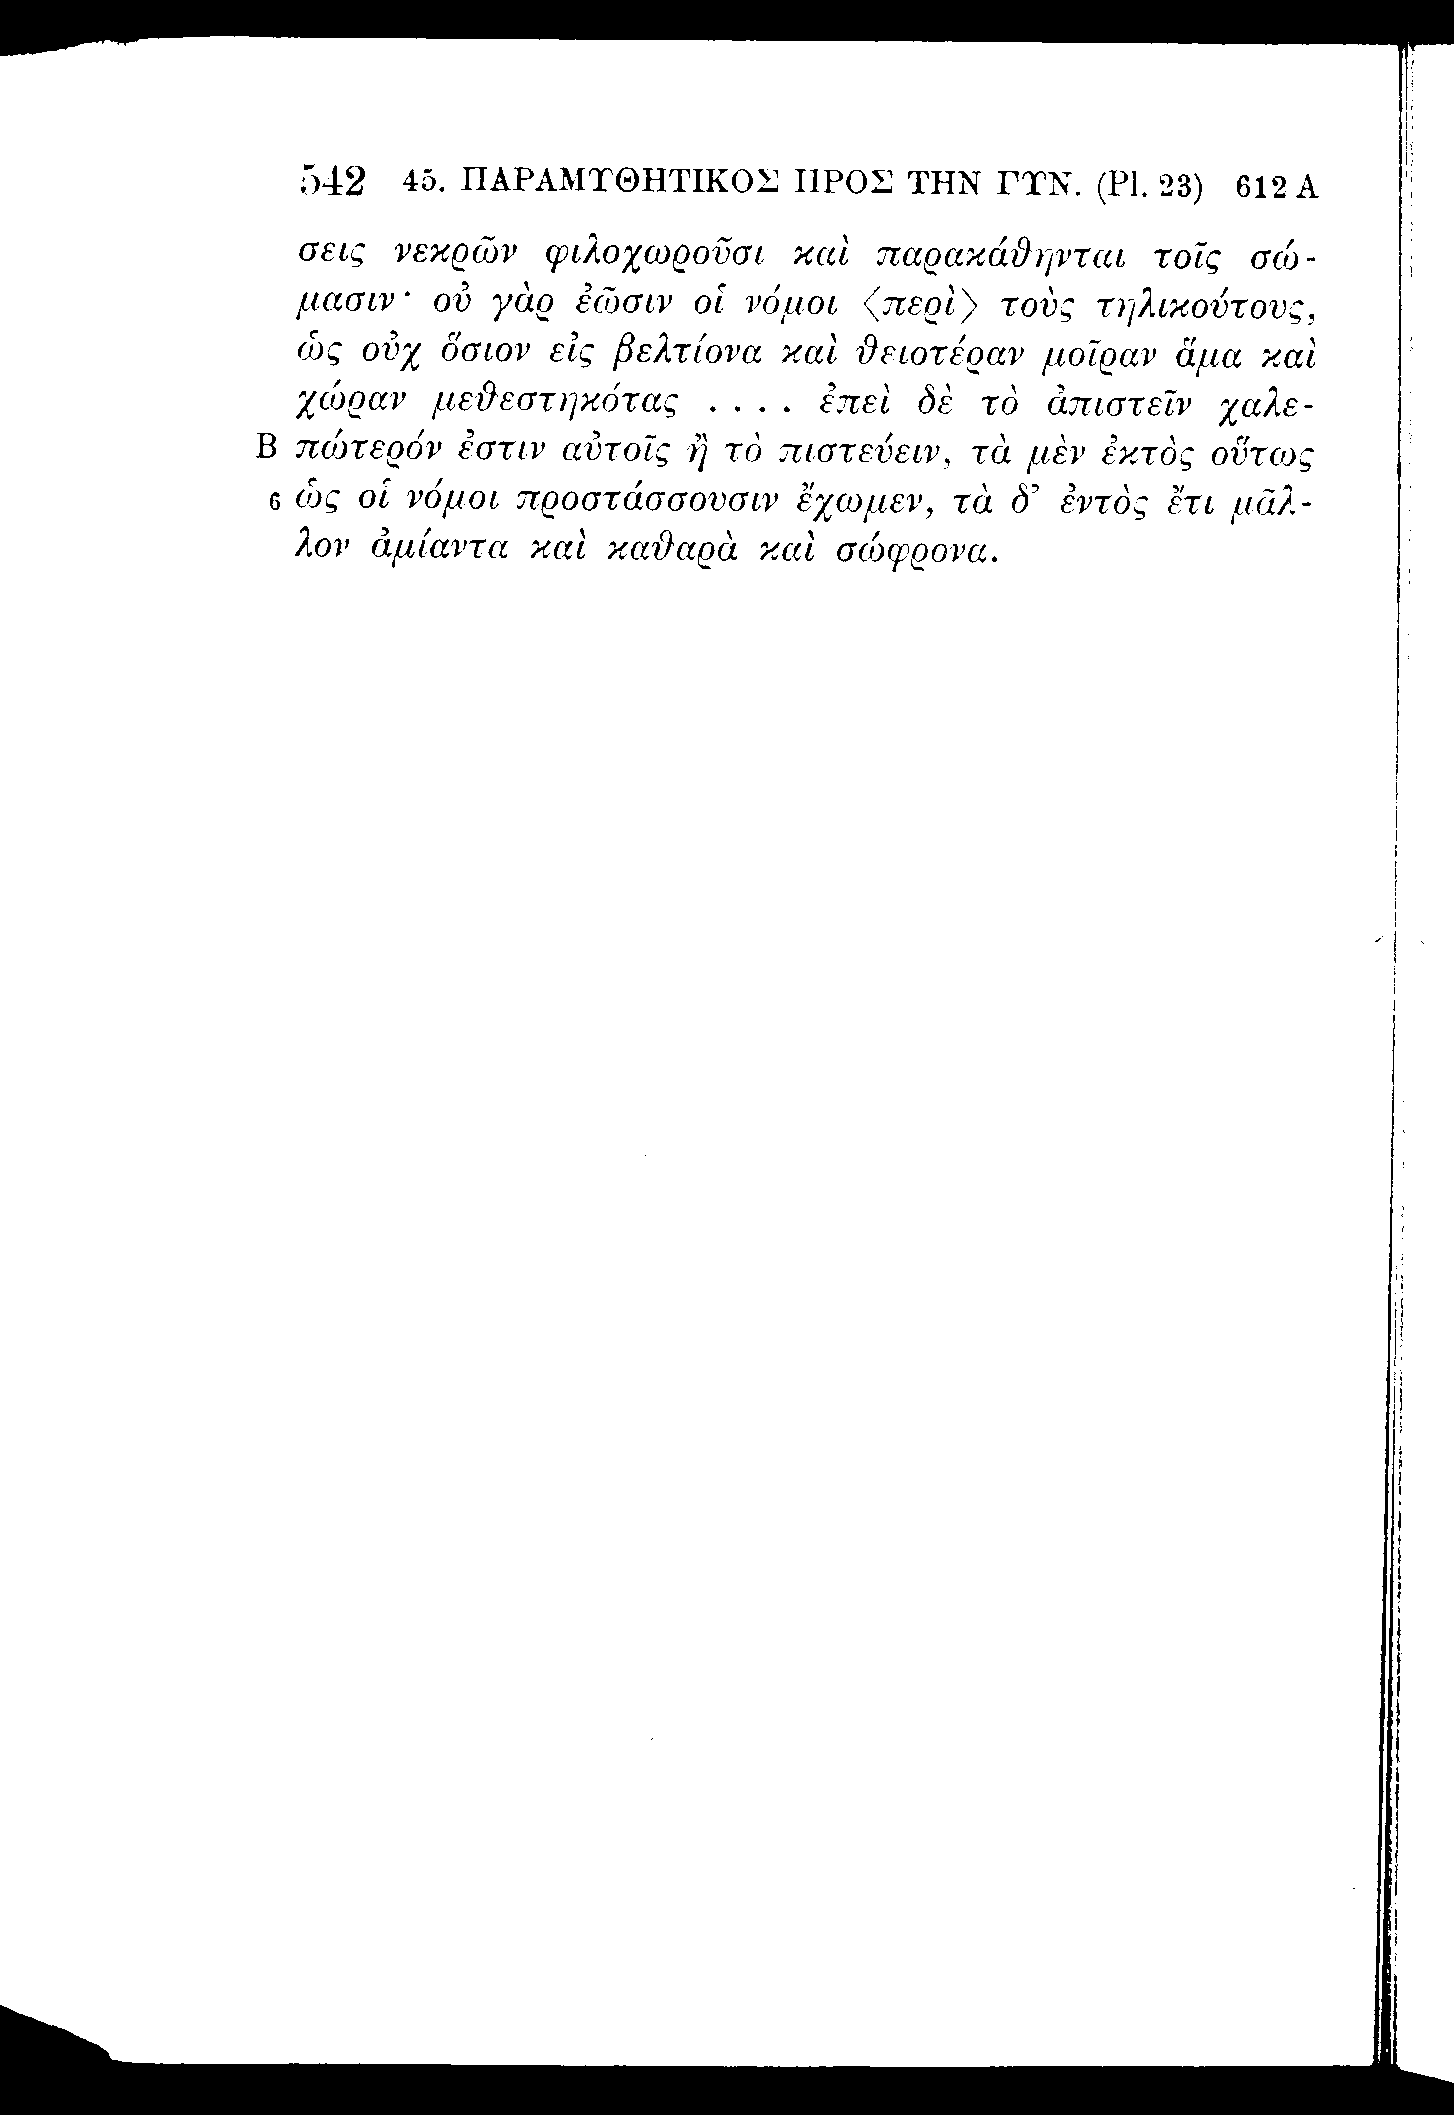 542 45. ΠΑΡΑΜΥΘΗΤΙΚΟΣ ΠΡΟΣ ΤΗΝ ΓΥΝ. (Pl. 23) 612 A
σεις νεκρῶν φιλοχωροῦσι καὶ παρακάθηνται τοῖς σώ-
μασιν· οὐ γὰρ ἐῶσιν οἱ νόμοι 〈περὶ〉 τοὺς τηλικούτους,
ὡς οὐχ ὅσιον εἰς βελτίονα καὶ θειοτέραν μοῖραν ἅμα καὶ
χώραν μεθεστηκότας . . . . ἐπεὶ δὲ τὸ ἀπιστεῖν χαλε-
B πώτερόν ἐστιν αὐτοῖς ἢ τὸ πιστεύειν, τὰ μὲν ἐκτὸς οὕτως
6 ὡς οἱ νόμοι προστάσσουσιν ἔχωμεν, τὰ δ’ ἐντὸς ἔτι μᾶλ-
λον ἀμίαντα καὶ καθαρὰ καὶ σώφρονα.